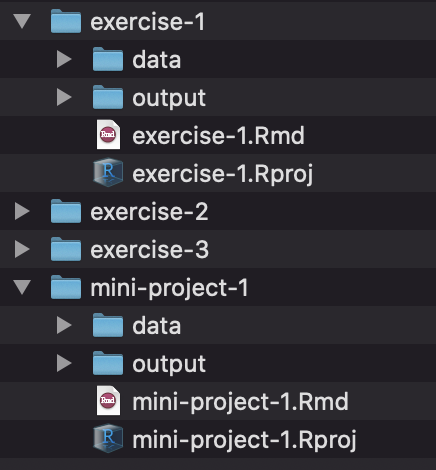 exercise-1
data
output
Rmd exercise-1.Rmd
R exercise-1.Rproj
exercise-2
exercise-3
mini-project-1
data
output
Rmd mini-project-1.Rmd
R mini-project-1.Rproj